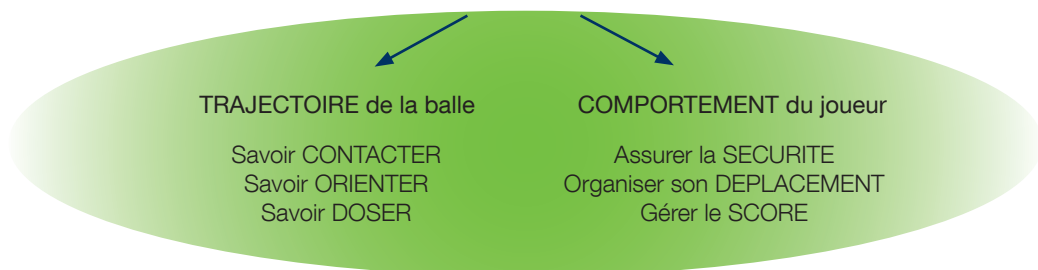 TRAJECTOIRE de la balle
Savoir CONTACTER
Savoir ORIENTER
Savoir DOSER
COMPORTEMENT du joueur
Assurer la SECURITE
Organiser son DEPLACEMENT
Gérer le SCORE